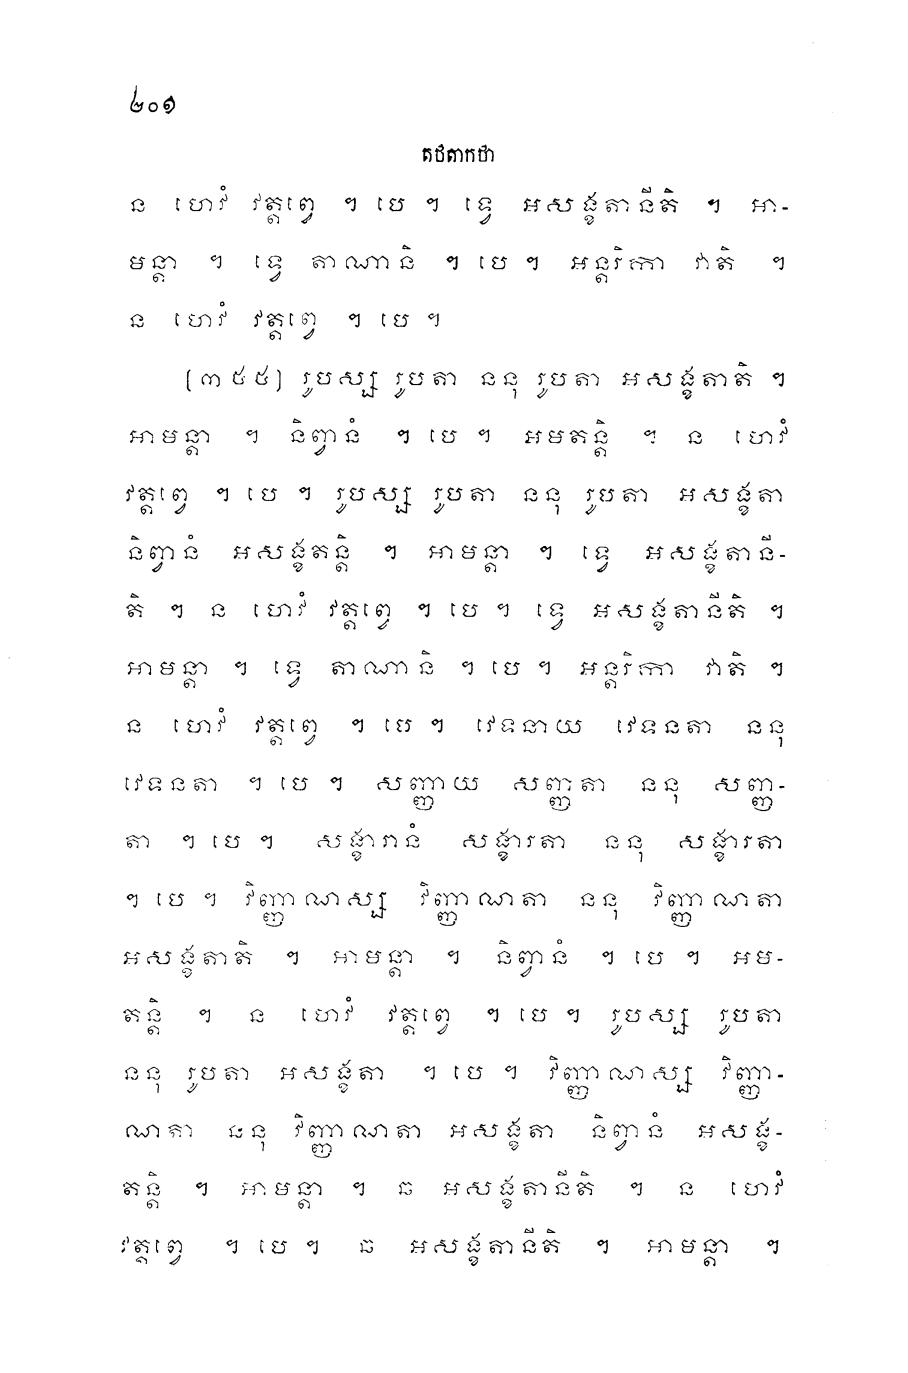 ២០១
តថតាកថា
ន ហេវំ វត្តព្វេ ។ បេ ។ ទ្វេ អសង្ខតានីតិ ។ អា-
មន្តា ។ ទ្វេ តាណានិ ។ បេ ។ អន្តរិកា វាតិ ។
ន ហេវំ វត្តព្វេ ។ បេ ។
[៣៥៥] រូបស្ស រូបតា ននុ រូបតា អសង្ខតាតិ ។
អាមន្តា ។ និព្វានំ ។ បេ ។ អមតន្តិ ។ ន ហេវំ
វត្តព្វេ ។ បេ ។ រូបស្ស រូបតា ននុ រូបតា អសង្ខតា
និព្វានំ អសង្ខតន្តិ ។ អាមន្តា ។ ទ្វេ អសង្ខតានី-
តិ ។ ន ហេវំ វត្តព្វេ ។ បេ ។ ទ្វេ អសង្ខតានីតិ ។
អាមន្តា ។ ទ្វេ តាណានិ ។ បេ ។ អន្តរិកា វាតិ ។
ន ហេវំ វត្តព្វេ ។ បេ ។ វេទនាយ វេទនតា ននុ
វេទនតា ។ បេ ។ សញ្ញាយ សញ្ញតា ននុ សញ្ញ-
តា ។ បេ ។ សង្ខារានំ សង្ខារតា ននុ សង្ខារតា
។ បេ ។ វិញ្ញាណស្ស វិញ្ញាណតា ននុ វិញ្ញាណតា
អសង្ខតាតិ ។ អាមន្តា ។ និព្វានំ ។ បេ ។ អម-
តន្តិ ។ ន ហេវំ វត្តព្វេ ។ បេ ។ រូបស្ស រូបតា
ននុ រូបតា អសង្ខតា ។ បេ ។ វិញ្ញាណស្ស វិញ្ញា-
ណតា ននុ វិញ្ញាណតា អសង្ខតា និព្វានំ អសង្ខ-
តន្តិ ។ អាមន្តា ។ ឆ អសង្ខតានីតិ ។ ន ហេវំ
វត្តព្វេ ។ បេ ។ ឆ អសង្ខតានីតិ ។ អាមន្តា ។